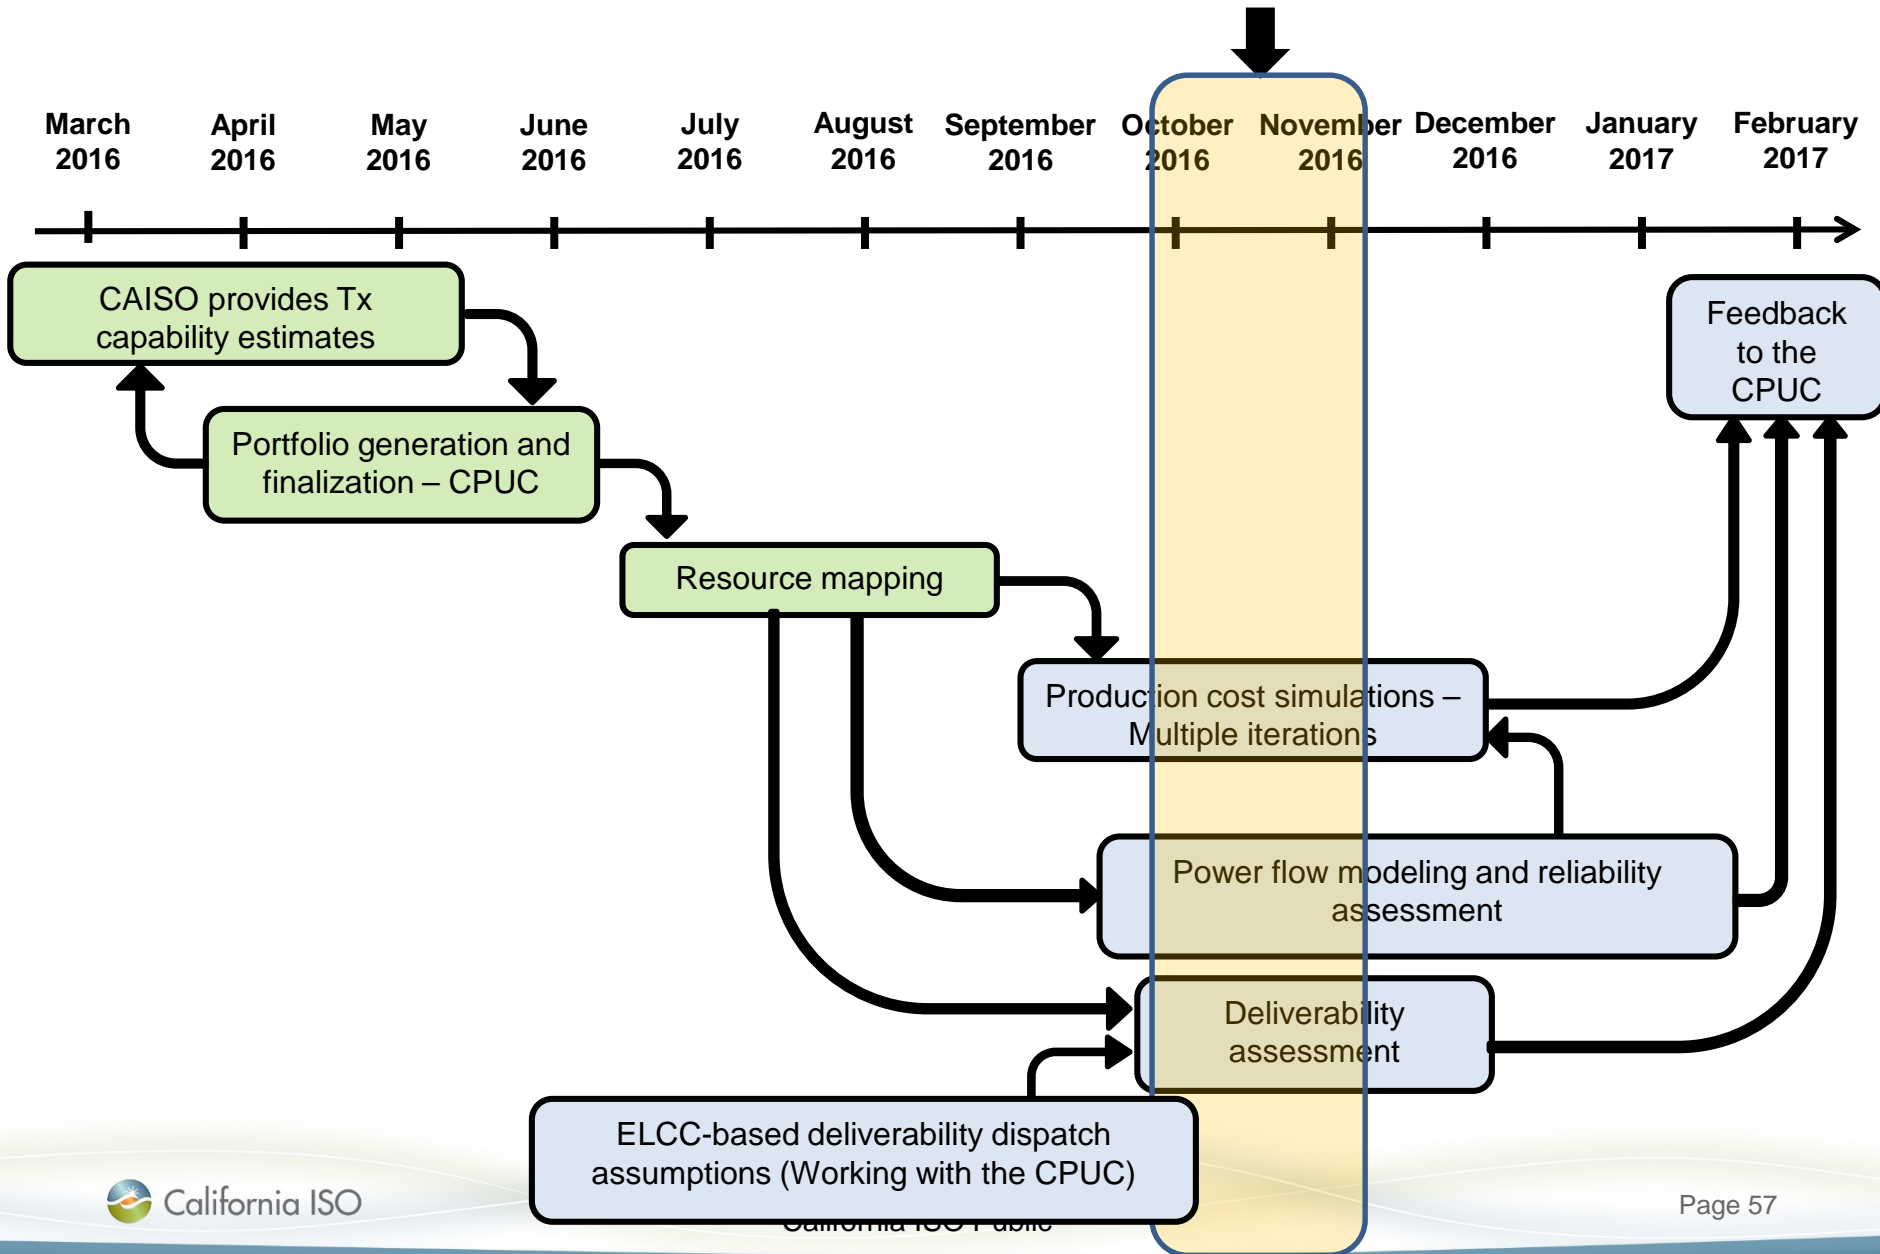 March
2016
April
2016
May
2016
June
2016
July
2016
August
2016
September
2016
October
2016
November
2016
December
2016
January
2017
February
2017
CAISO provides Tx
capability estimates
Feedback
to the
CPUC
Portfolio generation and
finalization – CPUC
Resource mapping
Production cost simulations –
Multiple iterations
Power flow modeling and reliability
assessment
Deliverability
assessment
ELCC-based deliverability dispatch
assumptions (Working with the CPUC)
California ISO
California ISO Public
Page 57